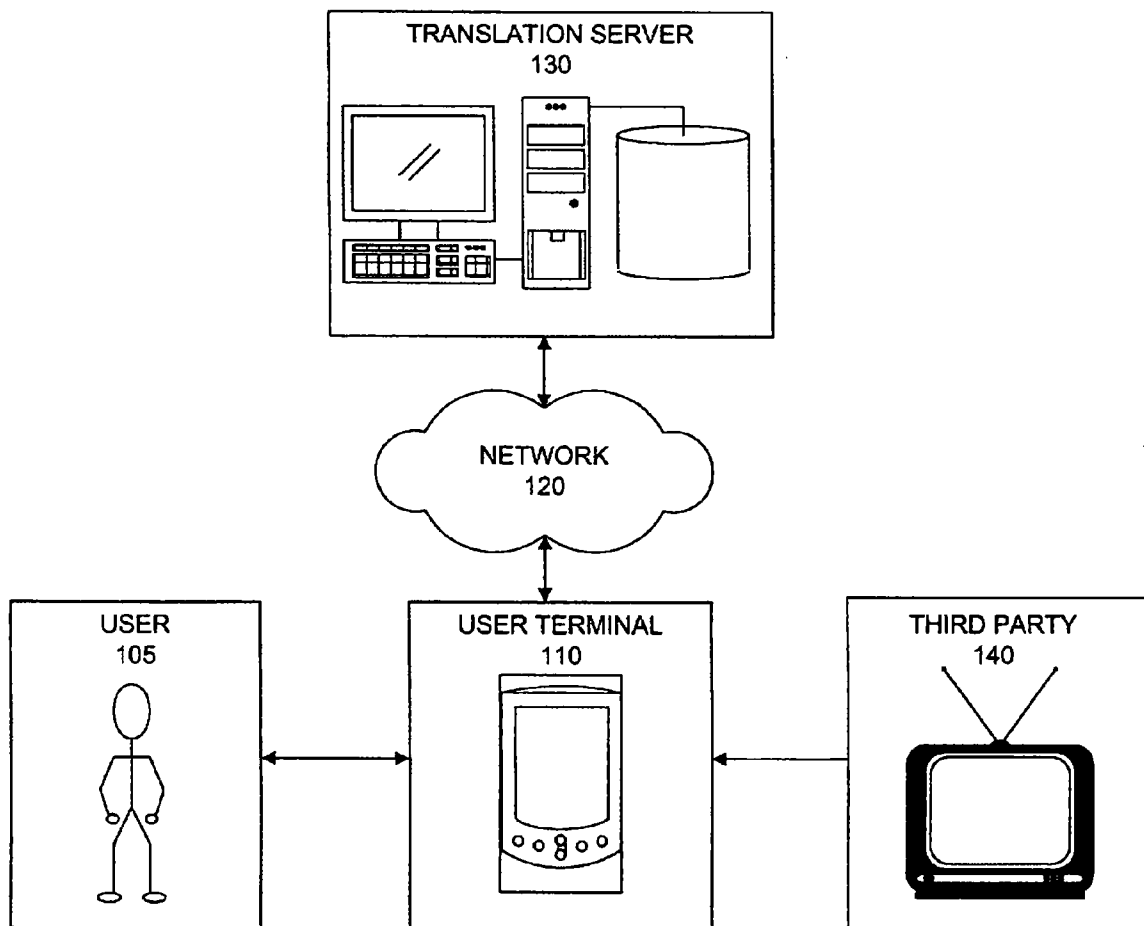 TRANSLATION SERVER
130
NETWORK
120
USER
105
USER TERMINAL
110
THIRD PARTY
140